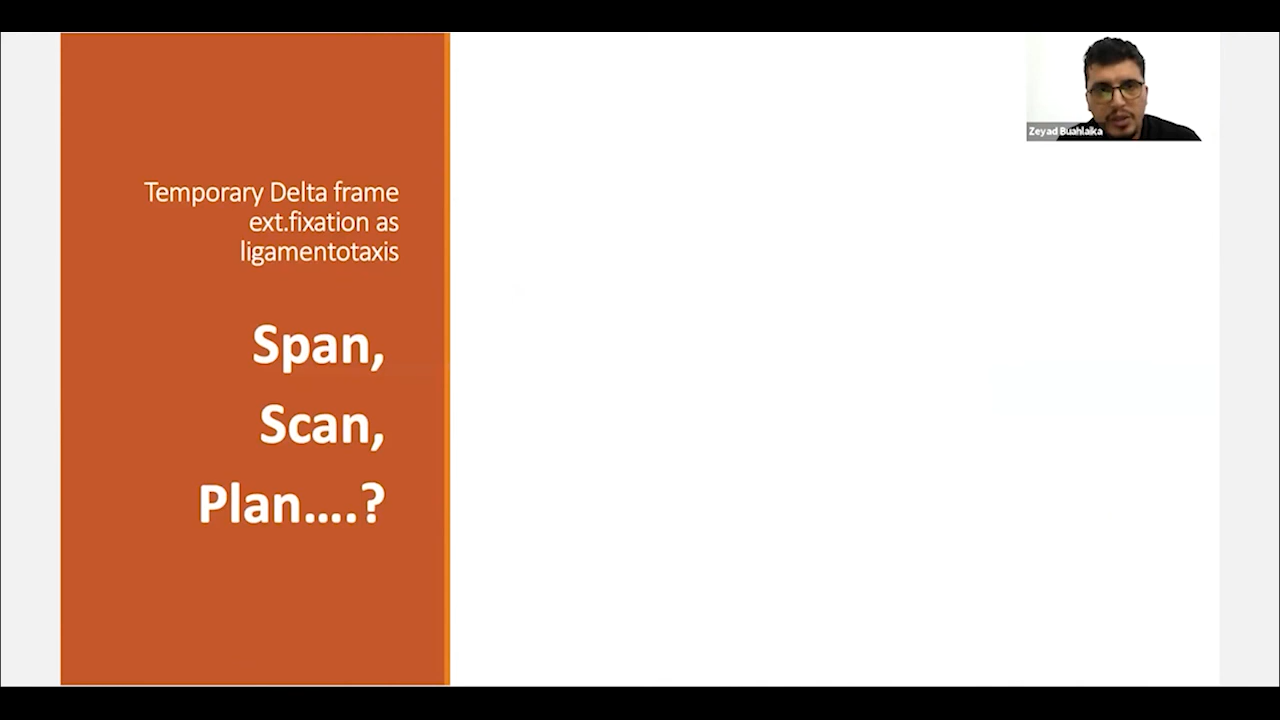 Temporary Delta frame
ext.fixation as
ligamentotaxis
Span,
Scan,
Plan....?
Zeyad Buahlaika